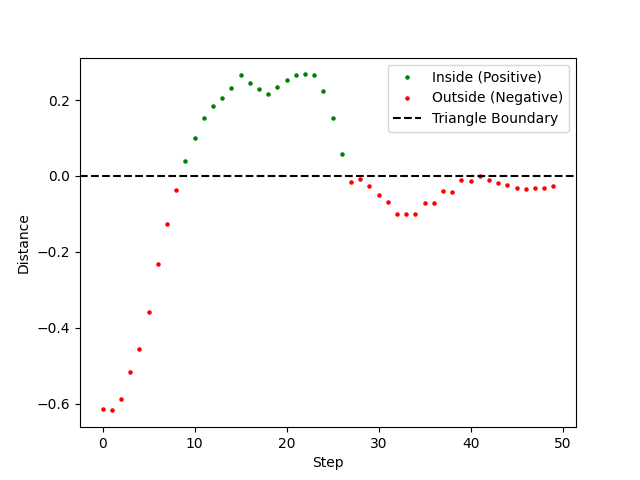 Inside (Positive)
Outside (Negative)
Triangle Boundary
0.2
0.0
−0.2
−0.4
−0.6
Distance
0 10 20 30 40 50
Step